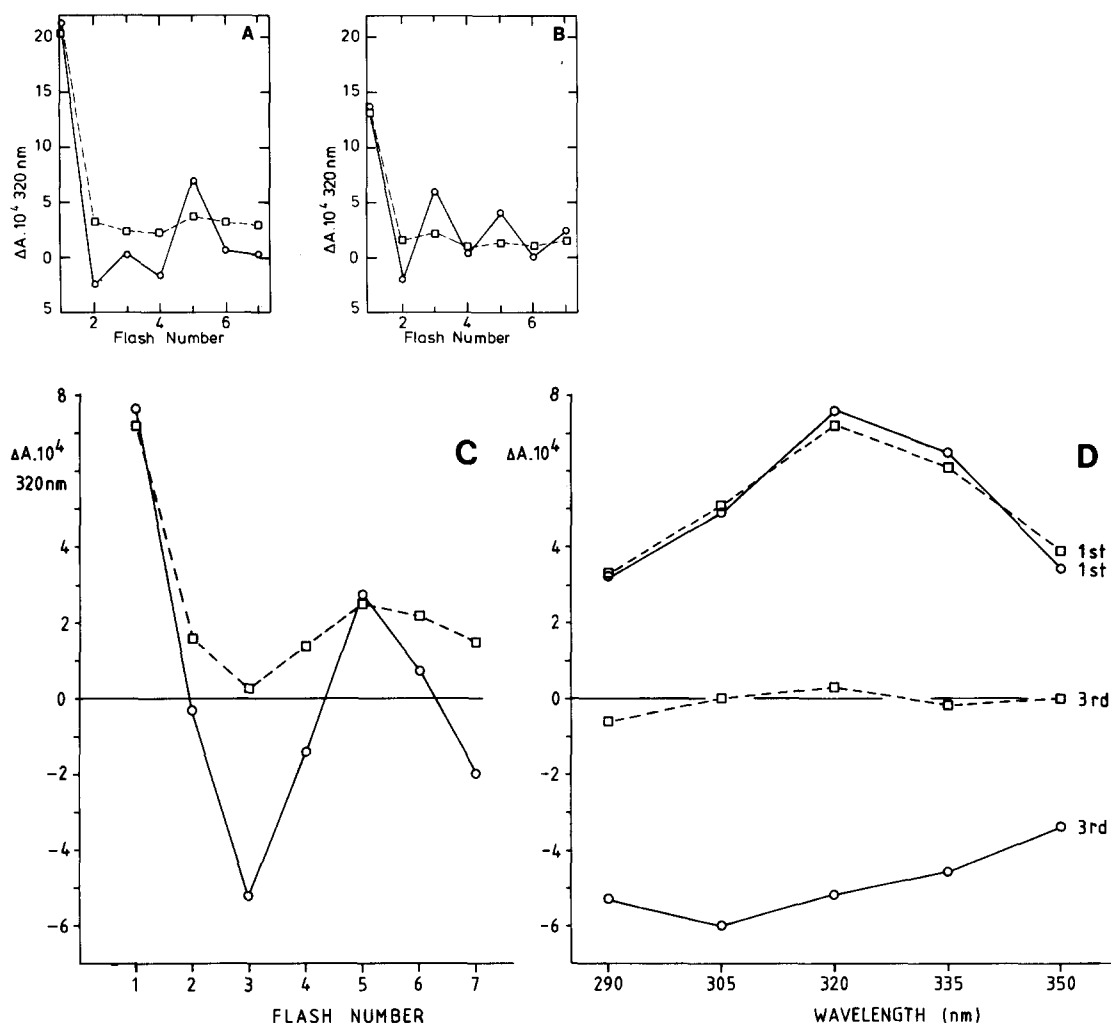 A
20
15
10
5
0
5
ΔA.10⁴ 320 nm
2 4 6
Flash Number
B
20
15
10
5
0
5
ΔA.10⁴ 320 nm
2 4 6
Flash Number
C
8
ΔA.10⁴
320nm
4
2
0
-2
-4
-6
1 2 3 4 5 6 7
FLASH NUMBER
D
8
ΔA.10⁴
4
2
0
-2
-4
-6
1st
1st
3rd
3rd
290 305 320 335 350
WAVELENGTH (nm)